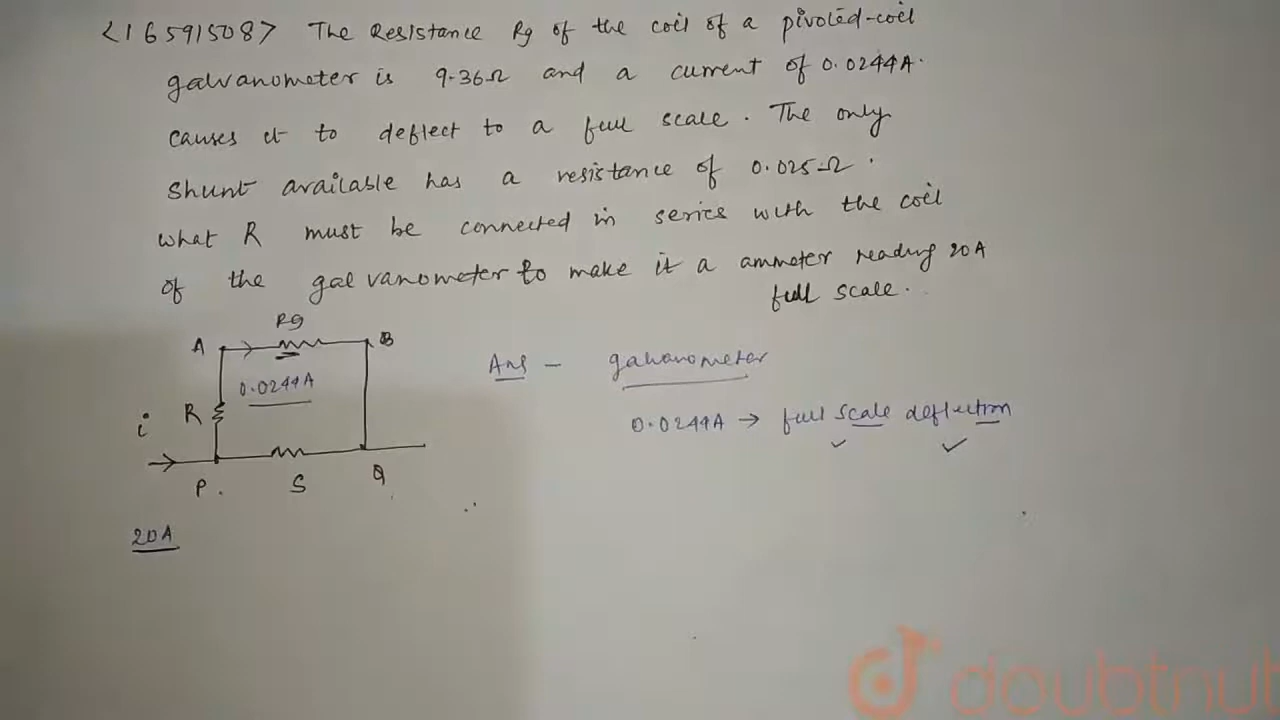 <16591508> The Resistance Rg of the coil of a pivoted-coil
galvanometer is 9.36Ω and a current of 0.0244A.
causes it to deflect to a full scale. The only
shunt available has a resistance of 0.025Ω.
what R must be connected in series with the coil
of the galvanometer to make it a ammeter reading 20A
full scale.
Rg
A B
0.0244A
R
i
P. S Q
20A
Ans - galvanometer
0.0244A → full scale deflection
doubtnut